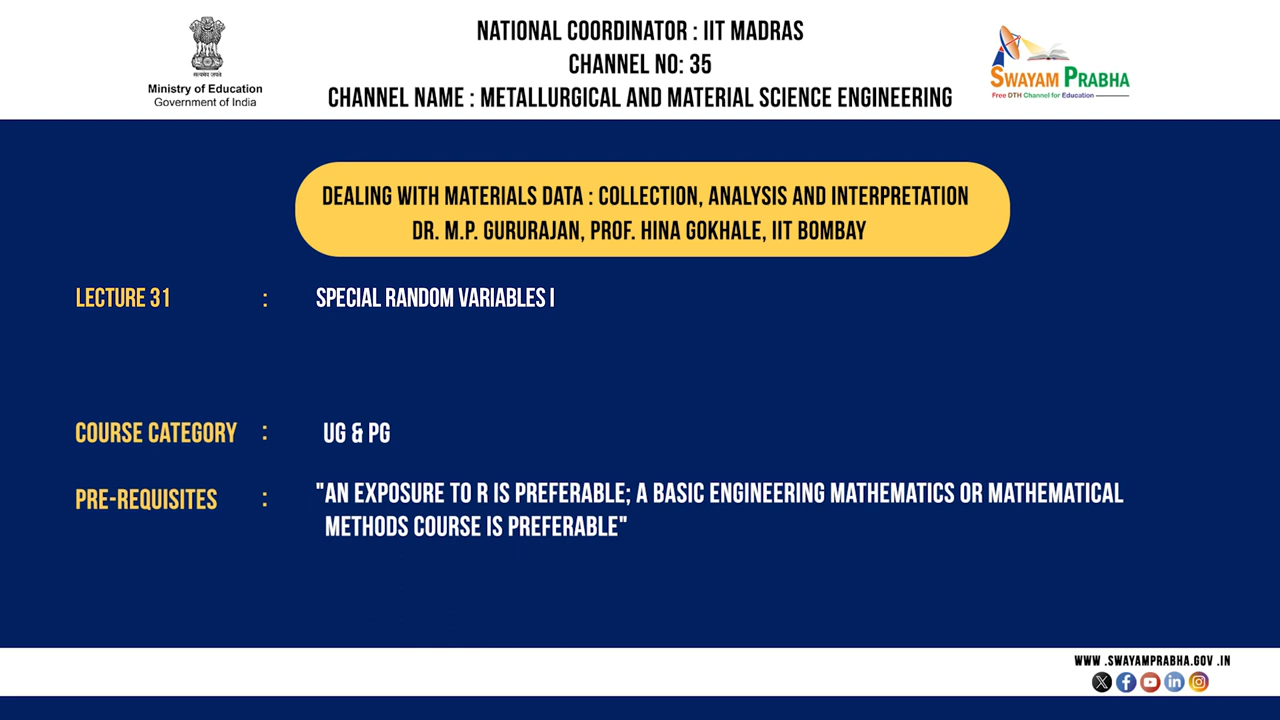 NATIONAL COORDINATOR : IIT MADRAS
CHANNEL NO: 35
CHANNEL NAME : METALLURGICAL AND MATERIAL SCIENCE ENGINEERING
सत्यमेव जयते
Ministry of Education
Government of India
SWAYAM PRABHA
Free DTH Channel for Education
DEALING WITH MATERIALS DATA : COLLECTION, ANALYSIS AND INTERPRETATION
DR. M.P. GURURAJAN, PROF. HINA GOKHALE, IIT BOMBAY
LECTURE 31 : SPECIAL RANDOM VARIABLES I
COURSE CATEGORY : UG & PG
PRE-REQUISITES : "AN EXPOSURE TO R IS PREFERABLE; A BASIC ENGINEERING MATHEMATICS OR MATHEMATICAL
METHODS COURSE IS PREFERABLE"
WWW .SWAYAMPRABHA.GOV .IN